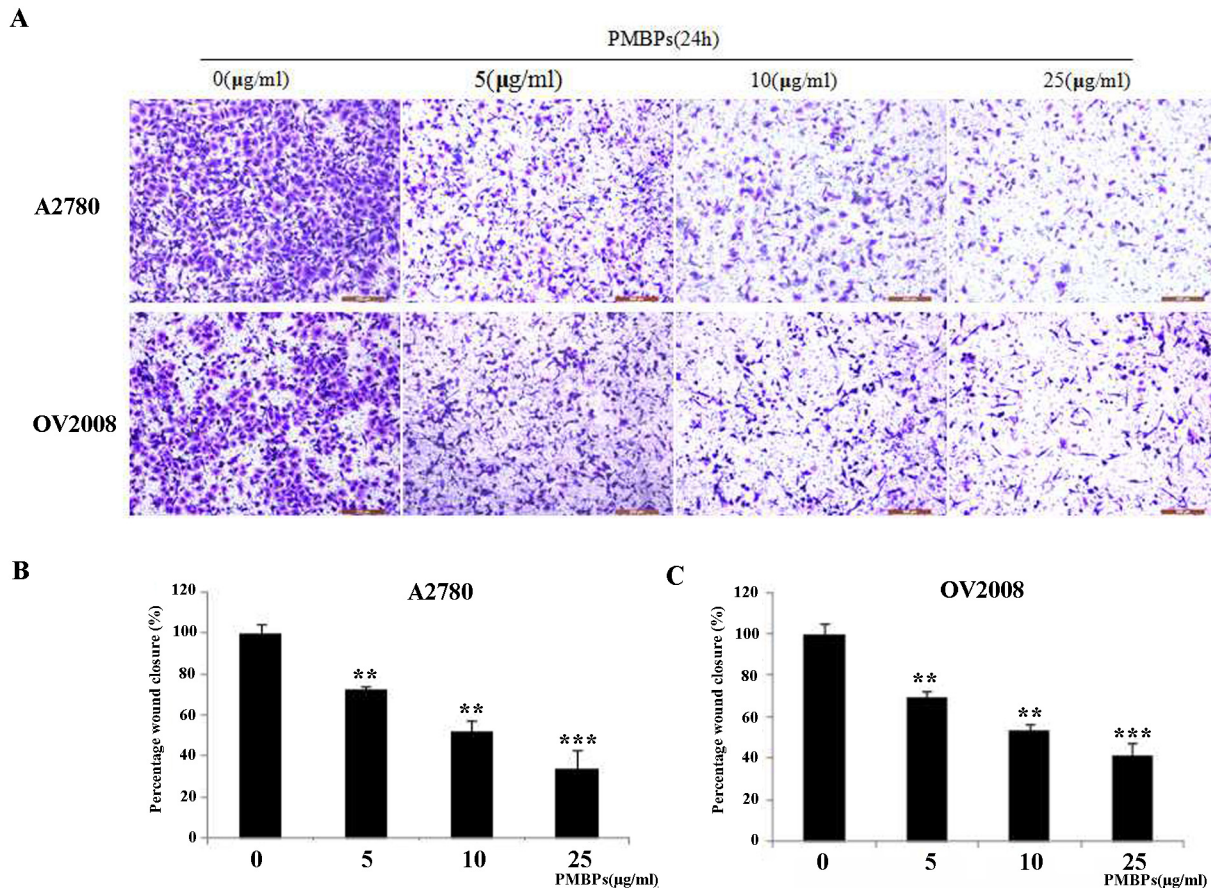 A
PMBPs(24h)
0(µg/ml) 5(µg/ml) 10(µg/ml) 25(µg/ml)
A2780
OV2008
B
A2780
Percentage wound closure (%)
120
100
80
60
40
20
0
**
**
***
0 5 10 25
PMBPs(µg/ml)
C
OV2008
Percentage wound closure (%)
120
100
80
60
40
20
0
**
**
***
0 5 10 25
PMBPs(µg/ml)